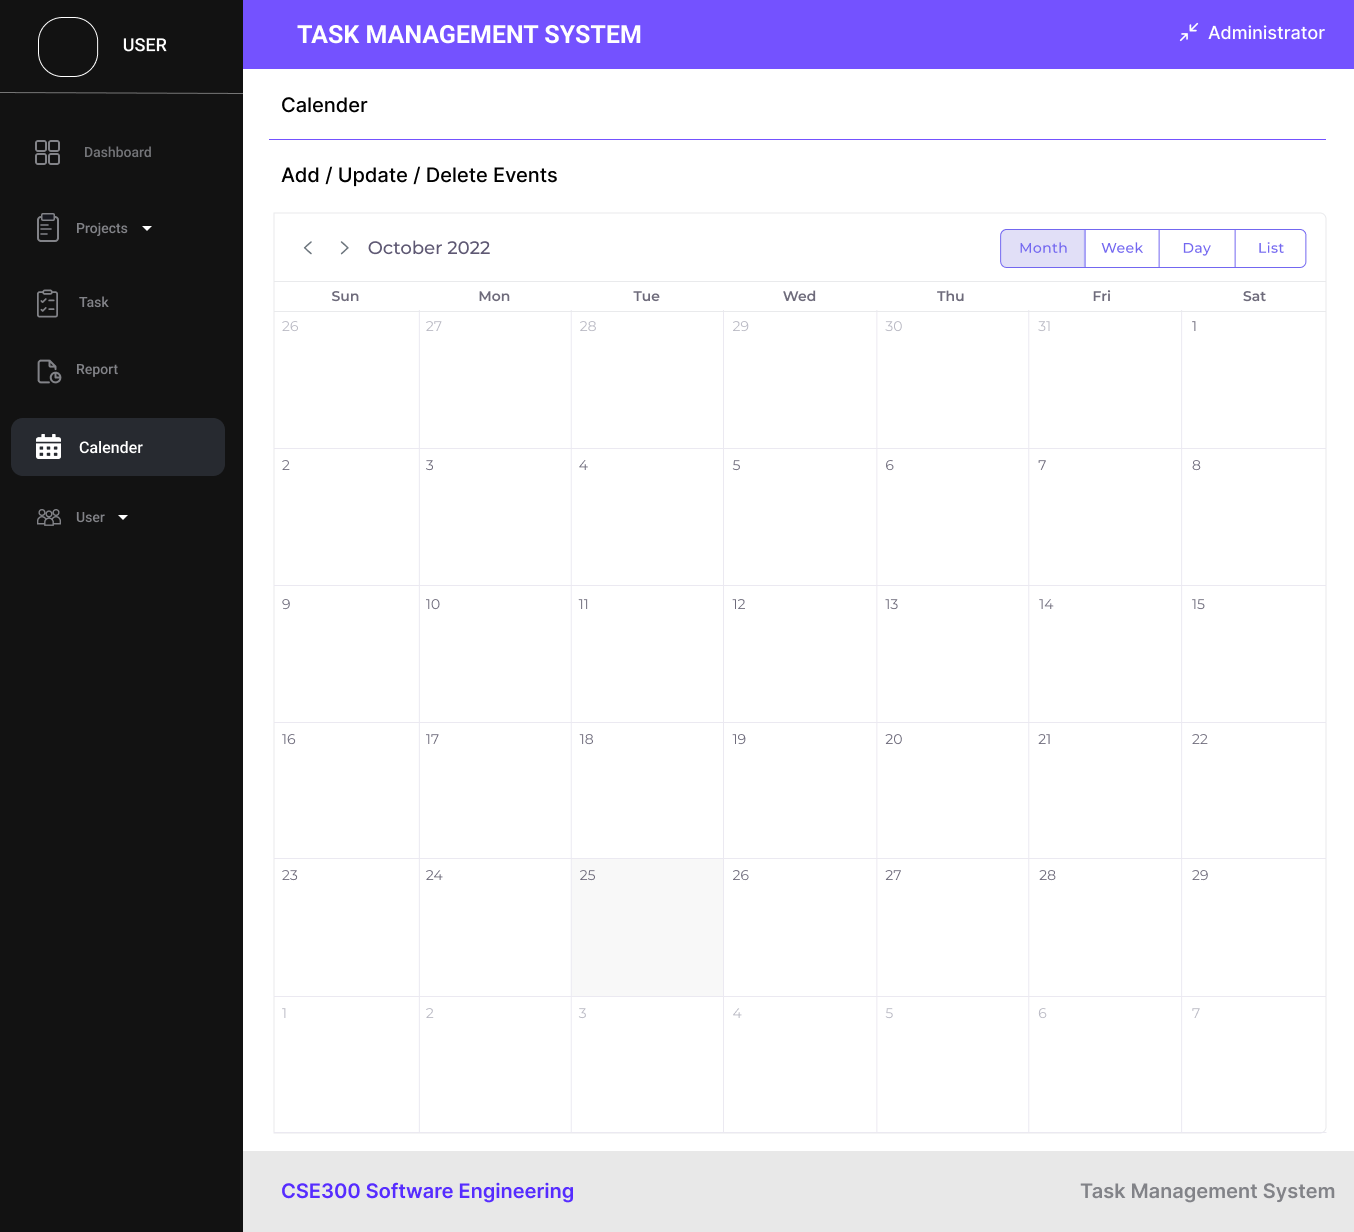 USER
TASK MANAGEMENT SYSTEM
Administrator
Dashboard
Projects
Task
Report
Calender
User
Calender
Add / Update / Delete Events
October 2022
Month Week Day List
Sun Mon Tue Wed Thu Fri Sat
26 27 28 29 30 31 1
2 3 4 5 6 7 8
9 10 11 12 13 14 15
16 17 18 19 20 21 22
23 24 25 26 27 28 29
1 2 3 4 5 6 7
CSE300 Software Engineering
Task Management System